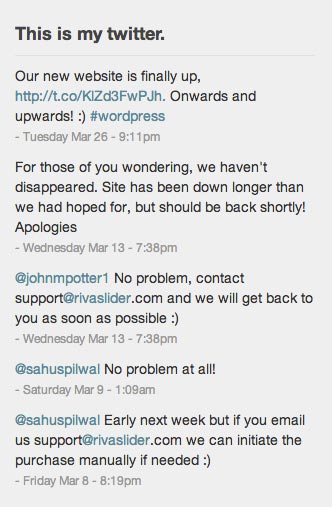 This is my twitter.
Our new website is finally up,
http://t.co/KlZd3FwPJh. Onwards and
upwards! :) #wordpress
- Tuesday Mar 26 - 9:11pm
For those of you wondering, we haven't
disappeared. Site has been down longer than
we had hoped for, but should be back shortly!
Apologies
- Wednesday Mar 13 - 7:38pm
@johnmpotter1 No problem, contact
support@rivaslider.com and we will get back to
you as soon as possible :)
- Wednesday Mar 13 - 7:38pm
@sahuspilwal No problem at all!
- Saturday Mar 9 - 1:09am
@sahuspilwal Early next week but if you email
us support@rivaslider.com we can initiate the
purchase manually if needed :)
- Friday Mar 8 - 8:19pm